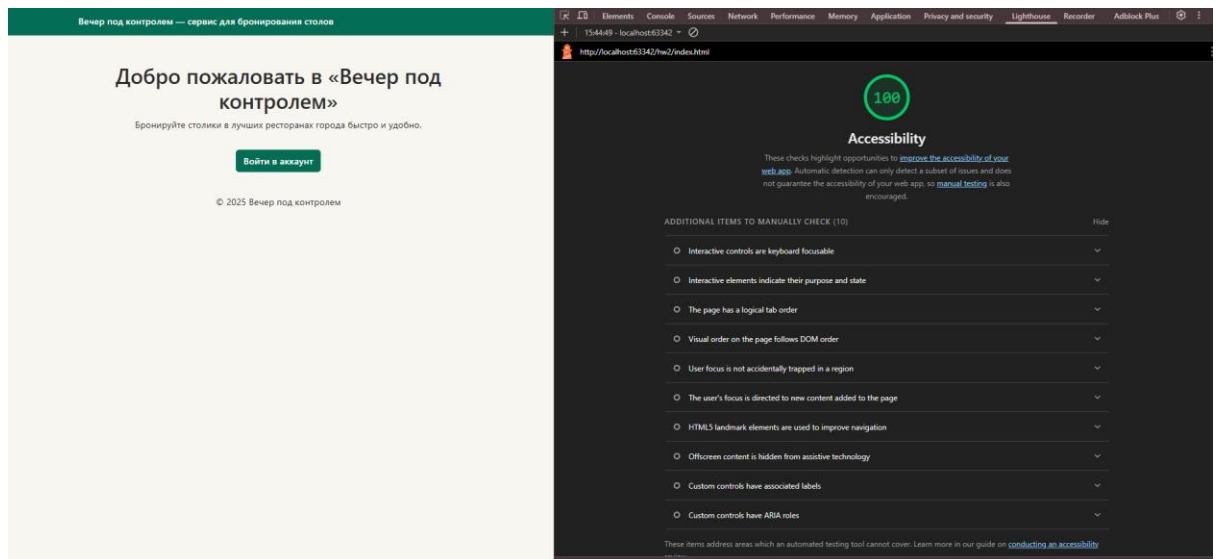 Вечер под контролем — сервис для бронирования столов
Добро пожаловать в «Вечер под
контролем»
Бронируйте столики в лучших ресторанах города быстро и удобно.
Войти в аккаунт
© 2025 Вечер под контролем
Elements Console Sources Network Performance Memory Application Privacy and security Lighthouse Recorder Adblock Plus
15:44:49 - localhost:63342
http://localhost:63342/hw2/index.html
100
Accessibility
These checks highlight opportunities to improve the accessibility of your
web app. Automatic detection can only detect a subset of issues and does
not guarantee the accessibility of your web app, so manual testing is also
encouraged.
ADDITIONAL ITEMS TO MANUALLY CHECK (10) Hide
Interactive controls are keyboard focusable
Interactive elements indicate their purpose and state
The page has a logical tab order
Visual order on the page follows DOM order
User focus is not accidentally trapped in a region
The user's focus is directed to new content added to the page
HTML5 landmark elements are used to improve navigation
Offscreen content is hidden from assistive technology
Custom controls have associated labels
Custom controls have ARIA roles
These items address areas which an automated testing tool cannot cover. Learn more in our guide on conducting an accessibility